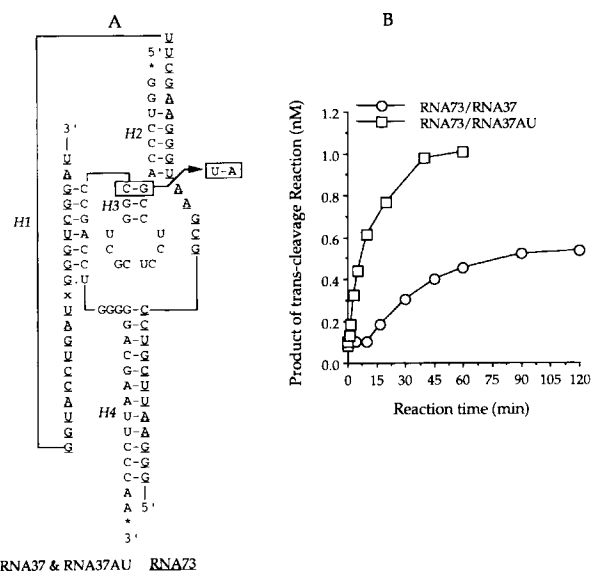 A
B
U
5' U
* C
G G
G A
U-A
C-G
H2 C-G
3' C-G
U
A A U
U-A
G-C C-G A
G-C H3 G-C A
C-G C-C G
H1
U-A U U C
G-C C C G
G-C GC UC
G.U
x
U GGGG-C
A G-C
G A-U
U C-G
C G-C
C A-U
A H4 A-U
U U-A
G U-A
G C-G
C-G
C-G
A
A 5'
*
3'
RNA37 & RNA37AU RNA73
RNA73/RNA37
RNA73/RNA37AU
Product of trans-cleavage Reaction (nM)
1.2
1.0
0.8
0.6
0.4
0.2
0.0
0 15 30 45 60 75 90 105 120
Reaction time (min)